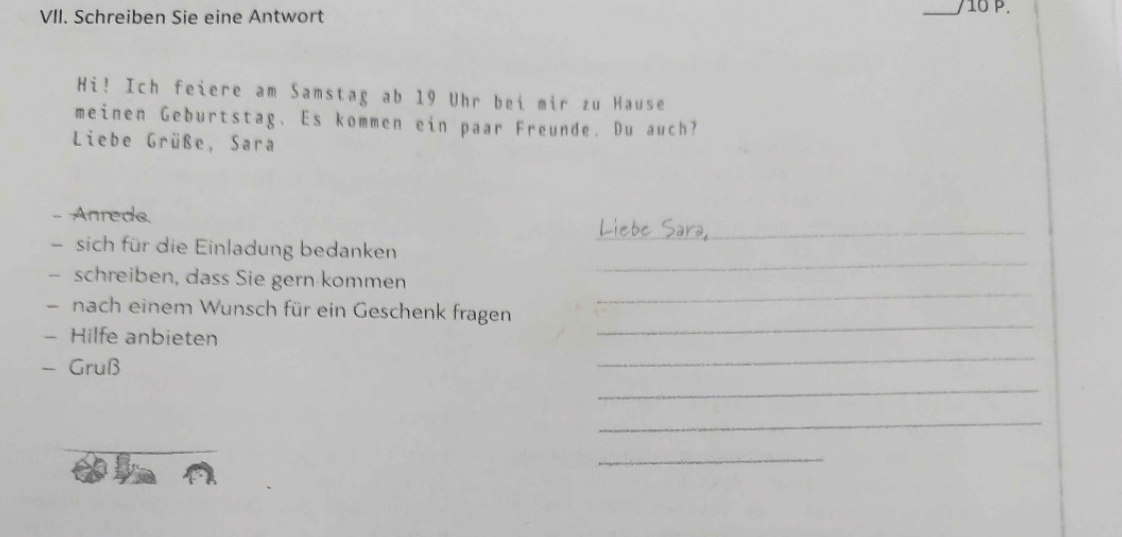 VII. Schreiben Sie eine Antwort
___/10 P.
Hi! Ich feiere am Samstag ab 19 Uhr bei mir zu Hause
meinen Geburtstag. Es kommen ein paar Freunde. Du auch?
Liebe Grüße, Sara
- Anrede
- sich für die Einladung bedanken
- schreiben, dass Sie gern kommen
- nach einem Wunsch für ein Geschenk fragen
- Hilfe anbieten
- Gruß
Liebe Sara,